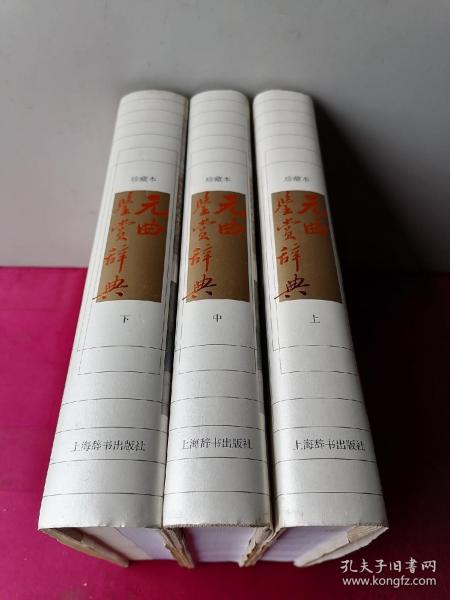 珍藏本
元曲
鉴赏辞典
下
上海辞书出版社
珍藏本
元曲
鉴赏辞典
中
上海辞书出版社
珍藏本
元曲
鉴赏辞典
上
上海辞书出版社
孔夫子旧书网
www.kongfz.com